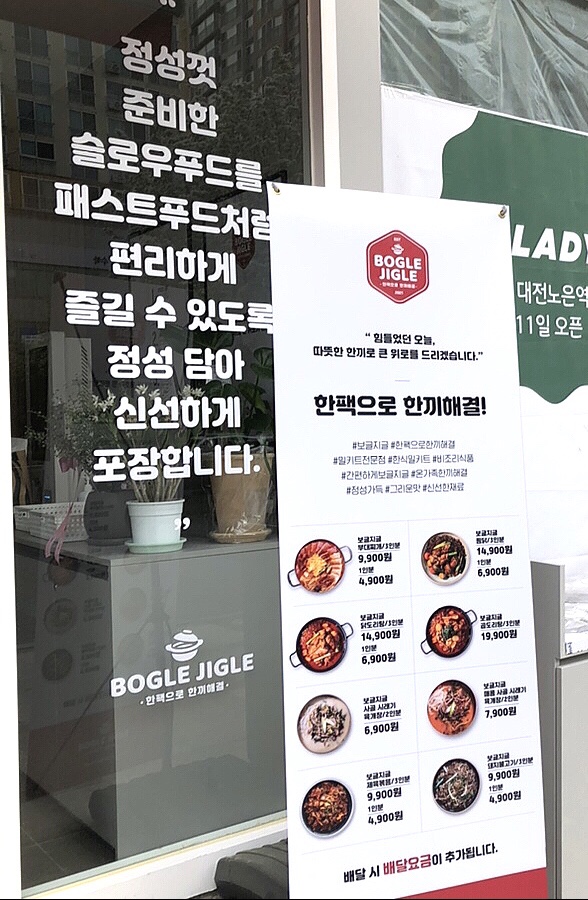 “
정성껏
준비한
슬로우푸드를
패스트푸드처럼
편리하게
즐길 수 있도록
정성 담아
신선하게
포장합니다.
”
BOGLE JIGLE
·한팩으로 한끼해결·
BOGLE
JIGLE
·한팩으로 한끼해결·
“ 힘들었던 오늘,
따뜻한 한끼로 큰 위로를 드리겠습니다.”
한팩으로 한끼해결!
#보글지글 #한팩으로한끼해결
#밀키트전문점 #한식밀키트 #비조리식품
#간편하게보글지글 #온가족한끼해결
#정성가득 #그리운맛 #신선한재료
보글지글
부대찌개/3인분
9,900원
1인분
4,900원
보글지글
찜닭/3인분
14,900원
1인분
6,900원
보글지글
닭도리탕/3인분
14,900원
1인분
6,900원
보글지글
곱도리탕/3인분
19,900원
보글지글
사골 시래기
육개장/2인분
6,900원
보글지글
매콤 사골 시래기
육개장/2인분
7,900원
보글지글
제육볶음/3인분
9,900원
1인분
4,900원
보글지글
돼지불고기/3인분
9,900원
1인분
4,900원
배달 시 배달요금이 추가됩니다.
LADY
대전노은역
11일 오픈